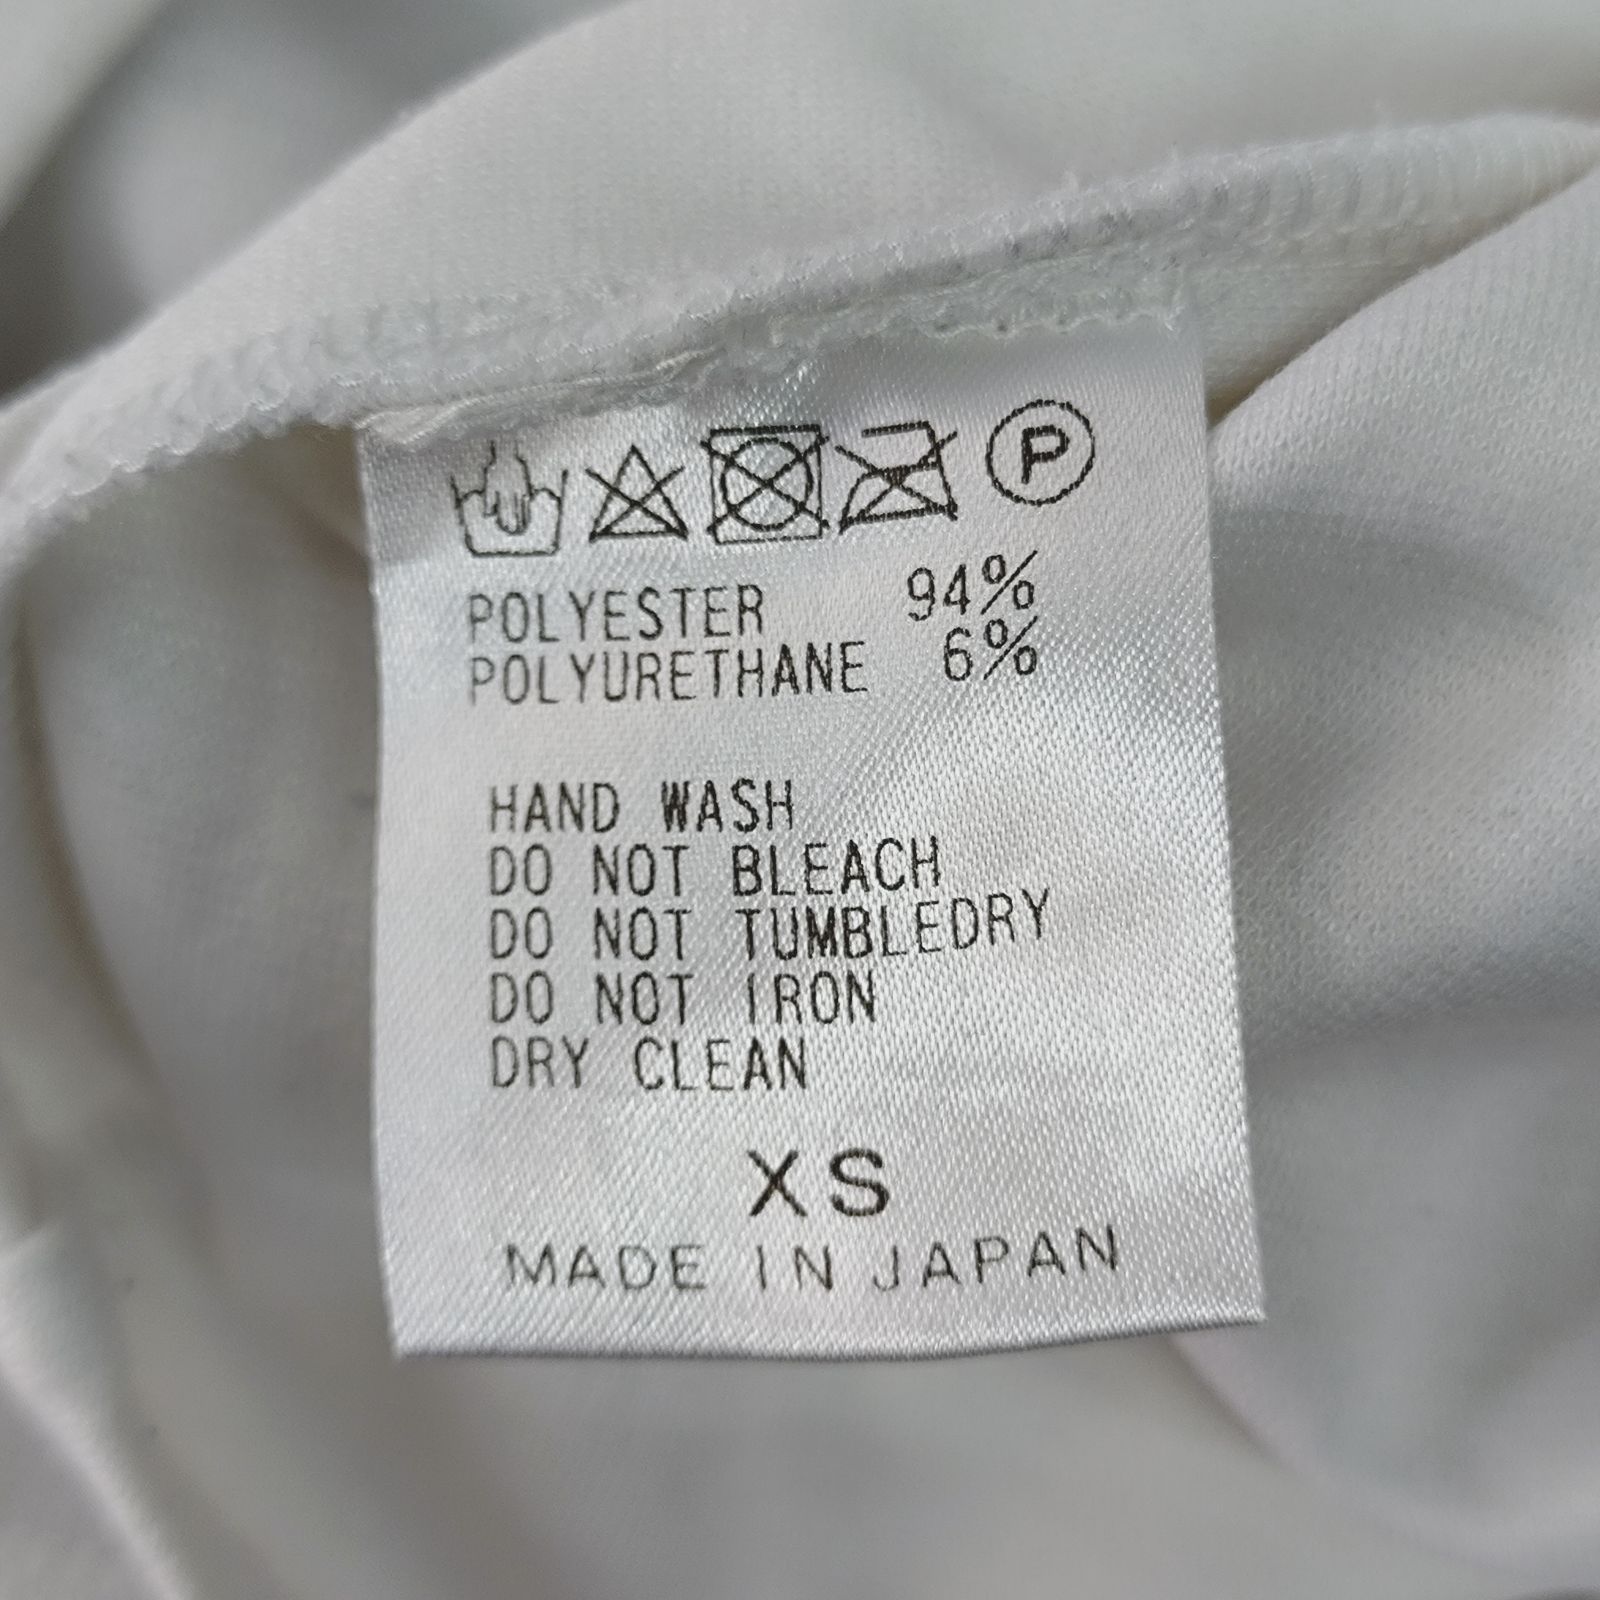 P
POLYESTER 94%
POLYURETHANE 6%
HAND WASH
DO NOT BLEACH
DO NOT TUMBLEDRY
DO NOT IRON
DRY CLEAN
XS
MADE IN JAPAN